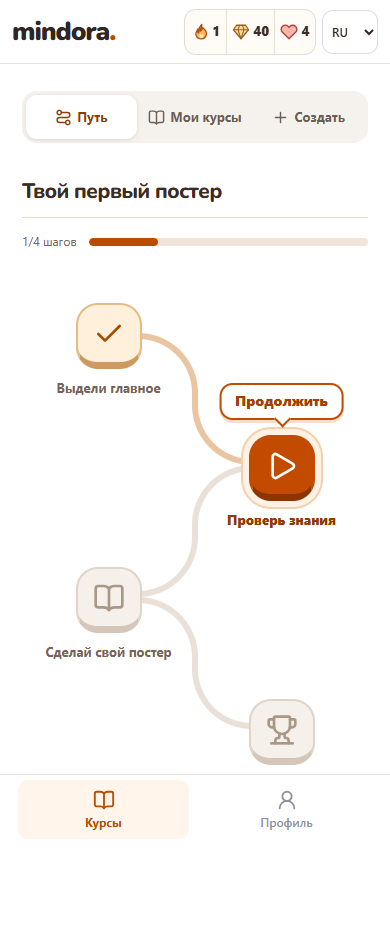 mindora.
1
40
4
RU
Путь
Мои курсы
Создать
Твой первый постер
1/4 шагов
Выдели главное
Продолжить
Проверь знания
Сделай свой постер
Курсы
Профиль